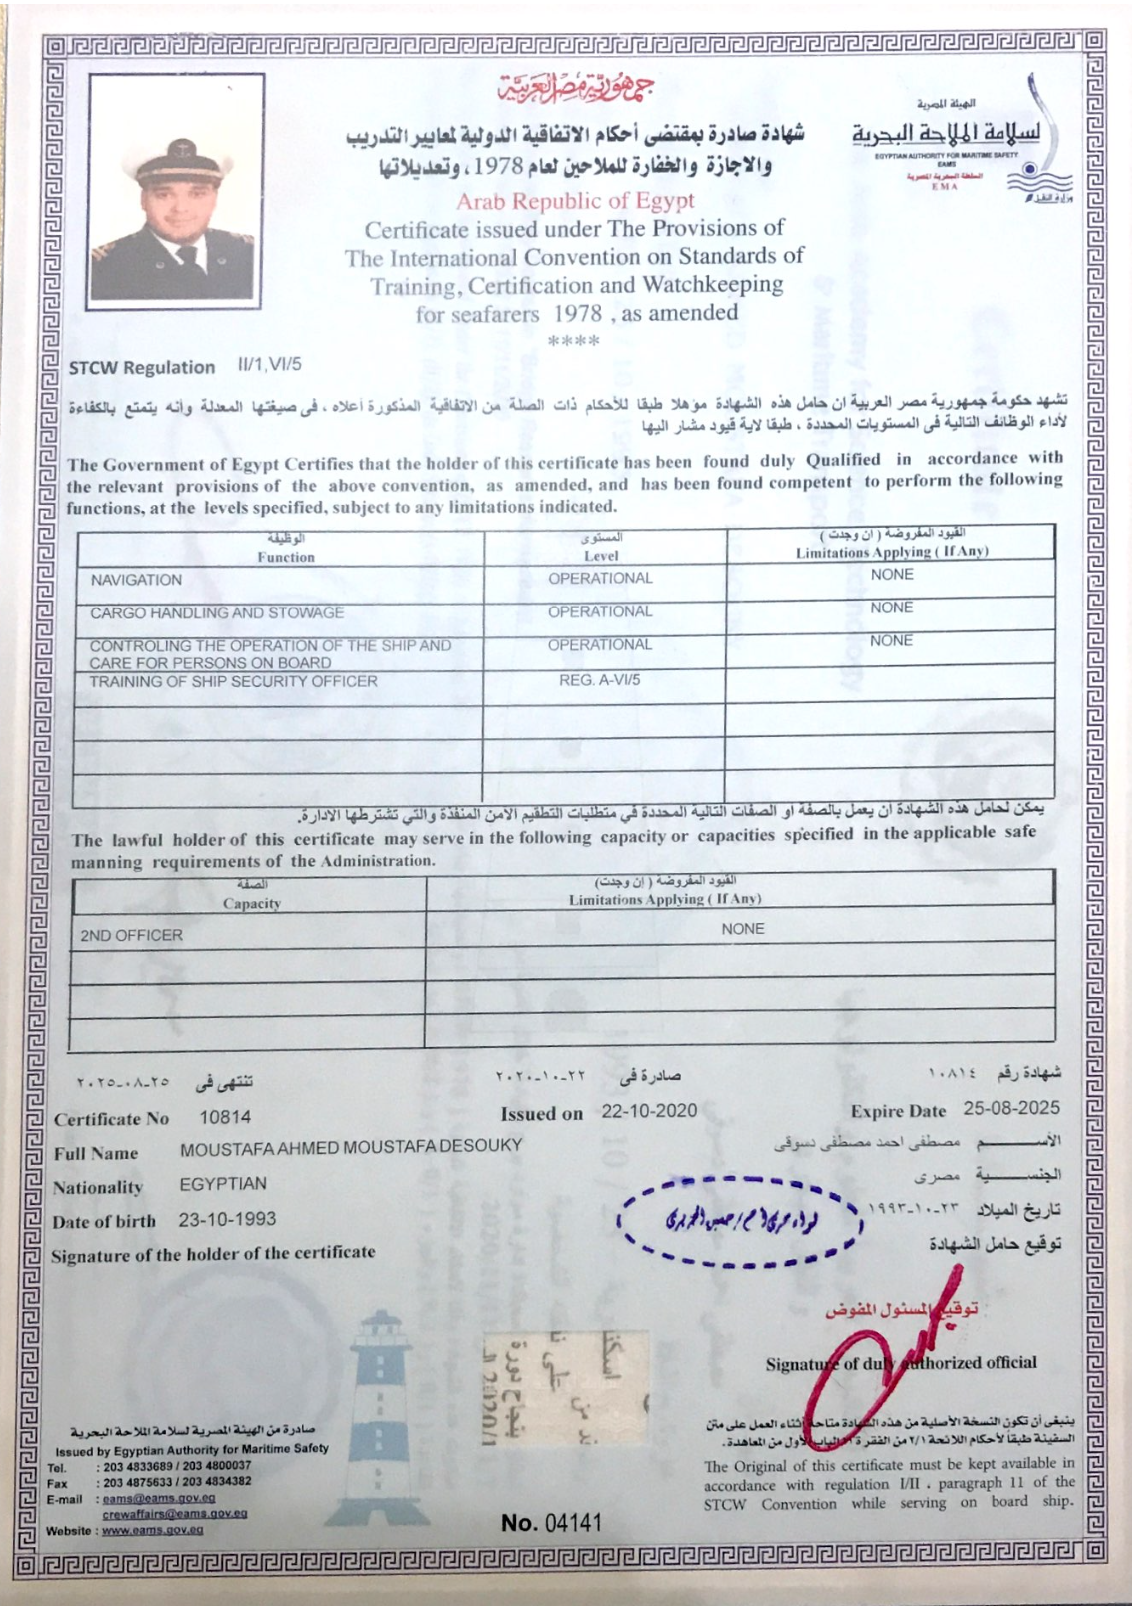 جمهورية مصر العربية
شهادة صادرة بمقتضى أحكام الاتفاقية الدولية لمعايير التدريب
والاجازة والخفارة للملاحين لعام 1978، وتعديلاتها
الهيئة المصرية
لسلامة الملاحة البحرية
EGYPTIAN AUTHORITY FOR MARITIME SAFETY
EAMS
السلطة البحرية المصرية
EMA
وزارة النقل
Arab Republic of Egypt
Certificate issued under The Provisions of
The International Convention on Standards of
Training, Certification and Watchkeeping
for seafarers 1978 , as amended
****
STCW Regulation II/1,VI/5
تشهد حكومة جمهورية مصر العربية ان حامل هذه الشهادة مؤهلا طبقا للأحكام ذات الصلة من الاتفاقية المذكورة أعلاه ، فى صيغتها المعدلة وأنه يتمتع بالكفاءة
لأداء الوظائف التالية فى المستويات المحددة ، طبقا لاية قيود مشار اليها
The Government of Egypt Certifies that the holder of this certificate has been found duly Qualified in accordance with
the relevant provisions of the above convention, as amended, and has been found competent to perform the following
functions, at the levels specified, subject to any limitations indicated.
الوظيفة المستوى القيود المفروضة ( ان وجدت )
Function Level Limitations Applying ( If Any)
NAVIGATION OPERATIONAL NONE
CARGO HANDLING AND STOWAGE OPERATIONAL NONE
CONTROLING THE OPERATION OF THE SHIP AND OPERATIONAL NONE
CARE FOR PERSONS ON BOARD
TRAINING OF SHIP SECURITY OFFICER REG. A-VI/5
يمكن لحامل هذه الشهادة ان يعمل بالصفة او الصفات التالية المحددة في متطلبات التطقيم الأمن المنفذة والتي تشترطها الادارة.
The lawful holder of this certificate may serve in the following capacity or capacities specified in the applicable safe
manning requirements of the Administration.
الصفة القيود المفروضة ( ان وجدت)
Capacity Limitations Applying ( If Any)
2ND OFFICER NONE
شهادة رقم ١٠٨١٤ صادرة فى ٢٠٢٠-١٠-٢٢ تنتهى فى ٢٠٢٥-٠٨-٢٥
Certificate No 10814 Issued on 22-10-2020 Expire Date 25-08-2025
الأســـــم مصطفى احمد مصطفى دسوقى
Full Name MOUSTAFA AHMED MOUSTAFA DESOUKY
الجنســـــية مصرى
Nationality EGYPTIAN
تاريخ الميلاد ١٩٩٣-١٠-٢٣
Date of birth 23-10-1993
توقيع حامل الشهادة
Signature of the holder of the certificate
توقيع المسئول المفوض
Signature of duly authorized official
صادرة من الهيئة المصرية لسلامة الملاحة البحرية
Issued by Egyptian Authority for Maritime Safety
Tel. : 203 4833689 / 203 4800037
Fax : 203 4875633 / 203 4834382
E-mail : eams@eams.gov.eg
crewaffairs@eams.gov.eg
Website : www.eams.gov.eg
No. 04141
ينبغى أن تكون النسخة الأصلية من هذه الشهادة متاحة أثناء العمل على متن
السفينة طبقا لأحكام اللائحة ٢/١ من الفقرة ١١ الباب الأول من المعاهدة.
The Original of this certificate must be kept available in
accordance with regulation I/II . paragraph 11 of the
STCW Convention while serving on board ship.